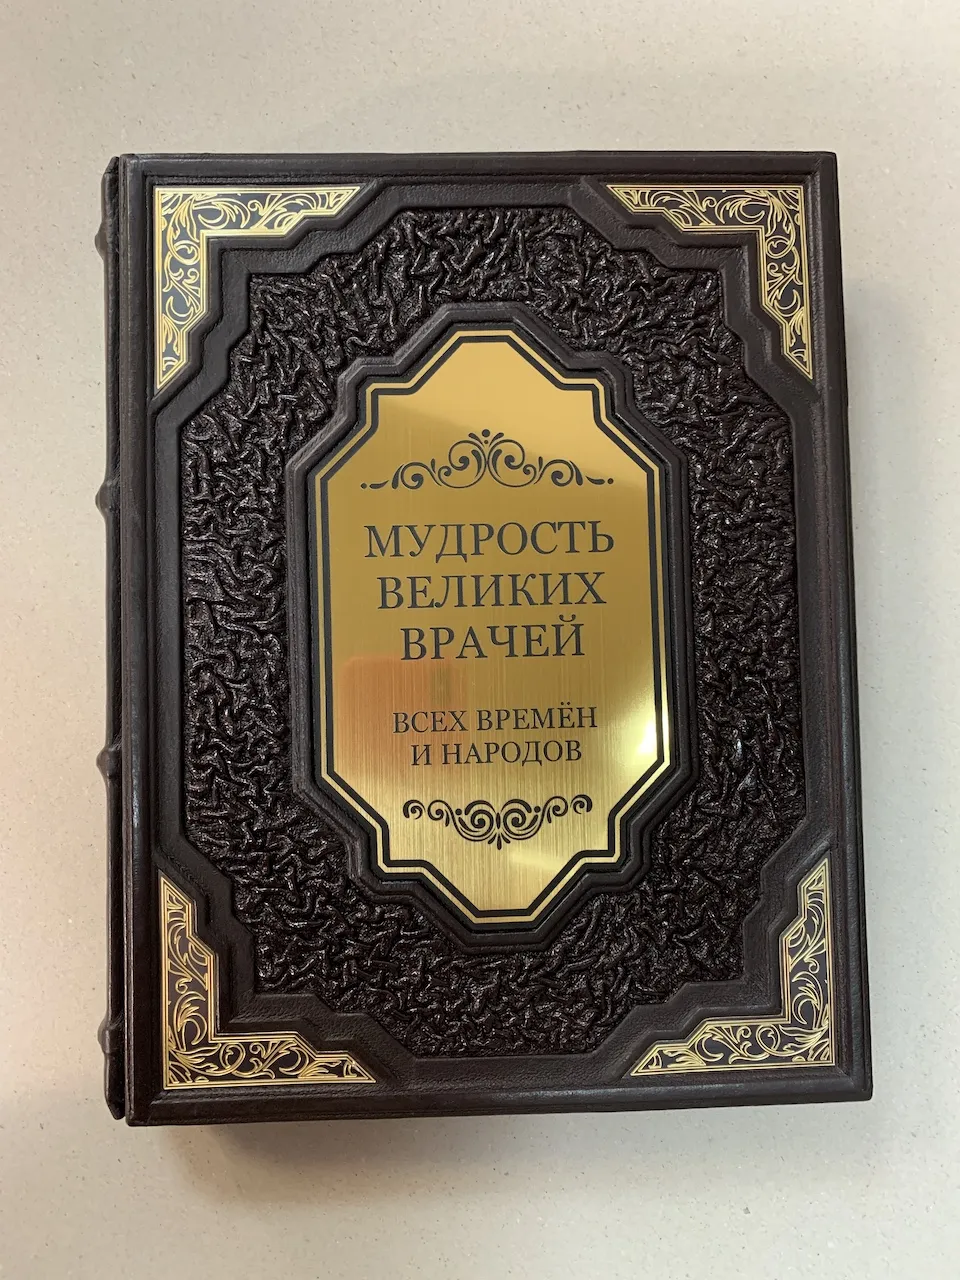 МУДРОСТЬ
ВЕЛИКИХ
ВРАЧЕЙ
ВСЕХ ВРЕМЁН
И НАРОДОВ